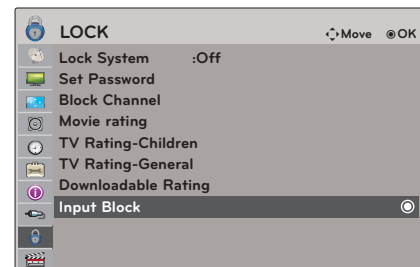 LOCK Move OK
Lock System :Off
Set Password
Block Channel
Movie rating
TV Rating-Children
TV Rating-General
Downloadable Rating
Input Block